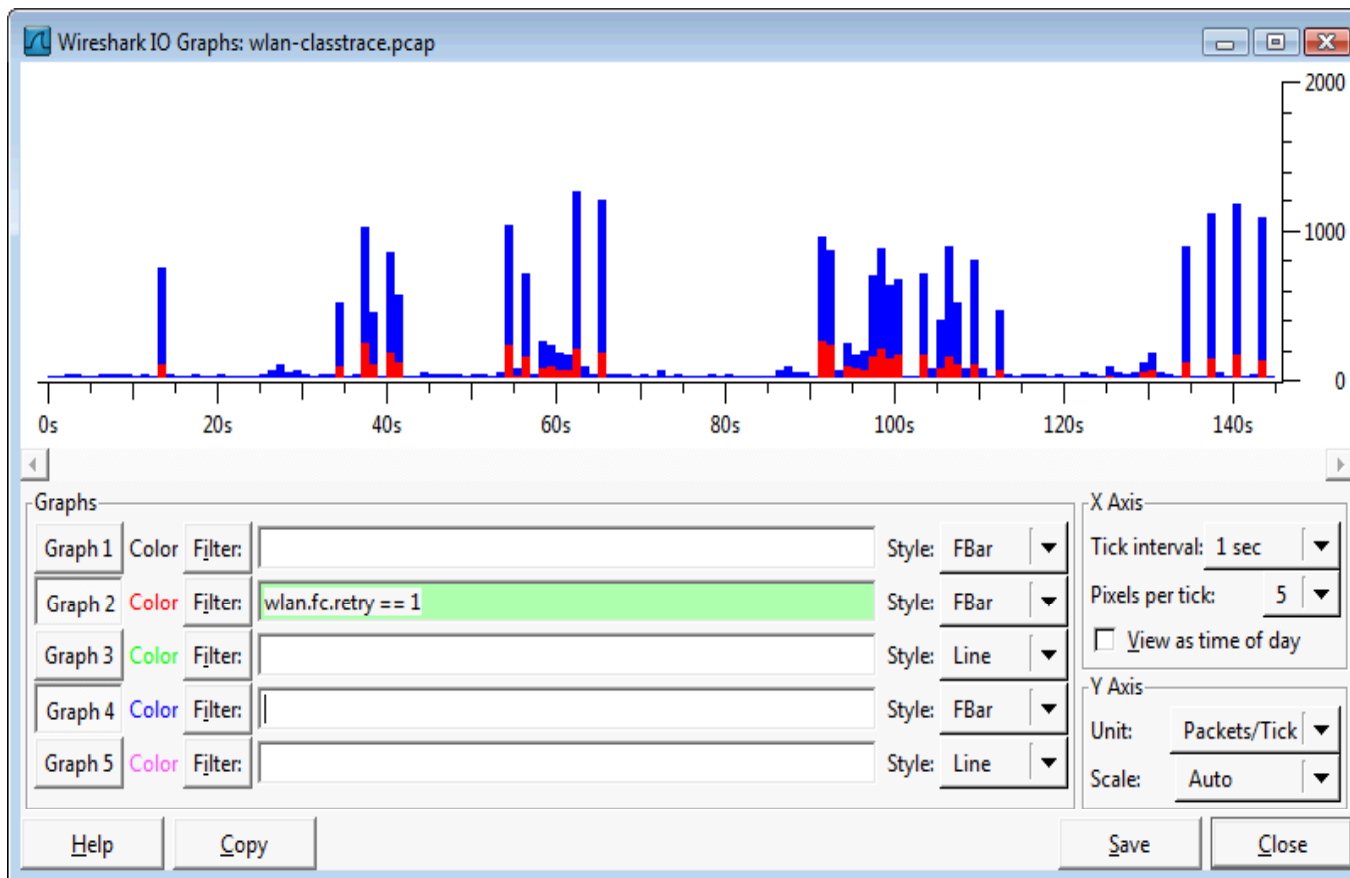 Wireshark IO Graphs: wlan-classtrace.pcap
2000
1000
0
0s 20s 40s 60s 80s 100s 120s 140s
Graphs
Graph 1 Color Filter: Style: FBar
Graph 2 Color Filter: wlan.fc.retry == 1 Style: FBar
Graph 3 Color Filter: Style: Line
Graph 4 Color Filter: Style: FBar
Graph 5 Color Filter: Style: Line
X Axis
Tick interval: 1 sec
Pixels per tick: 5
View as time of day
Y Axis
Unit: Packets/Tick
Scale: Auto
Help Copy Save Close